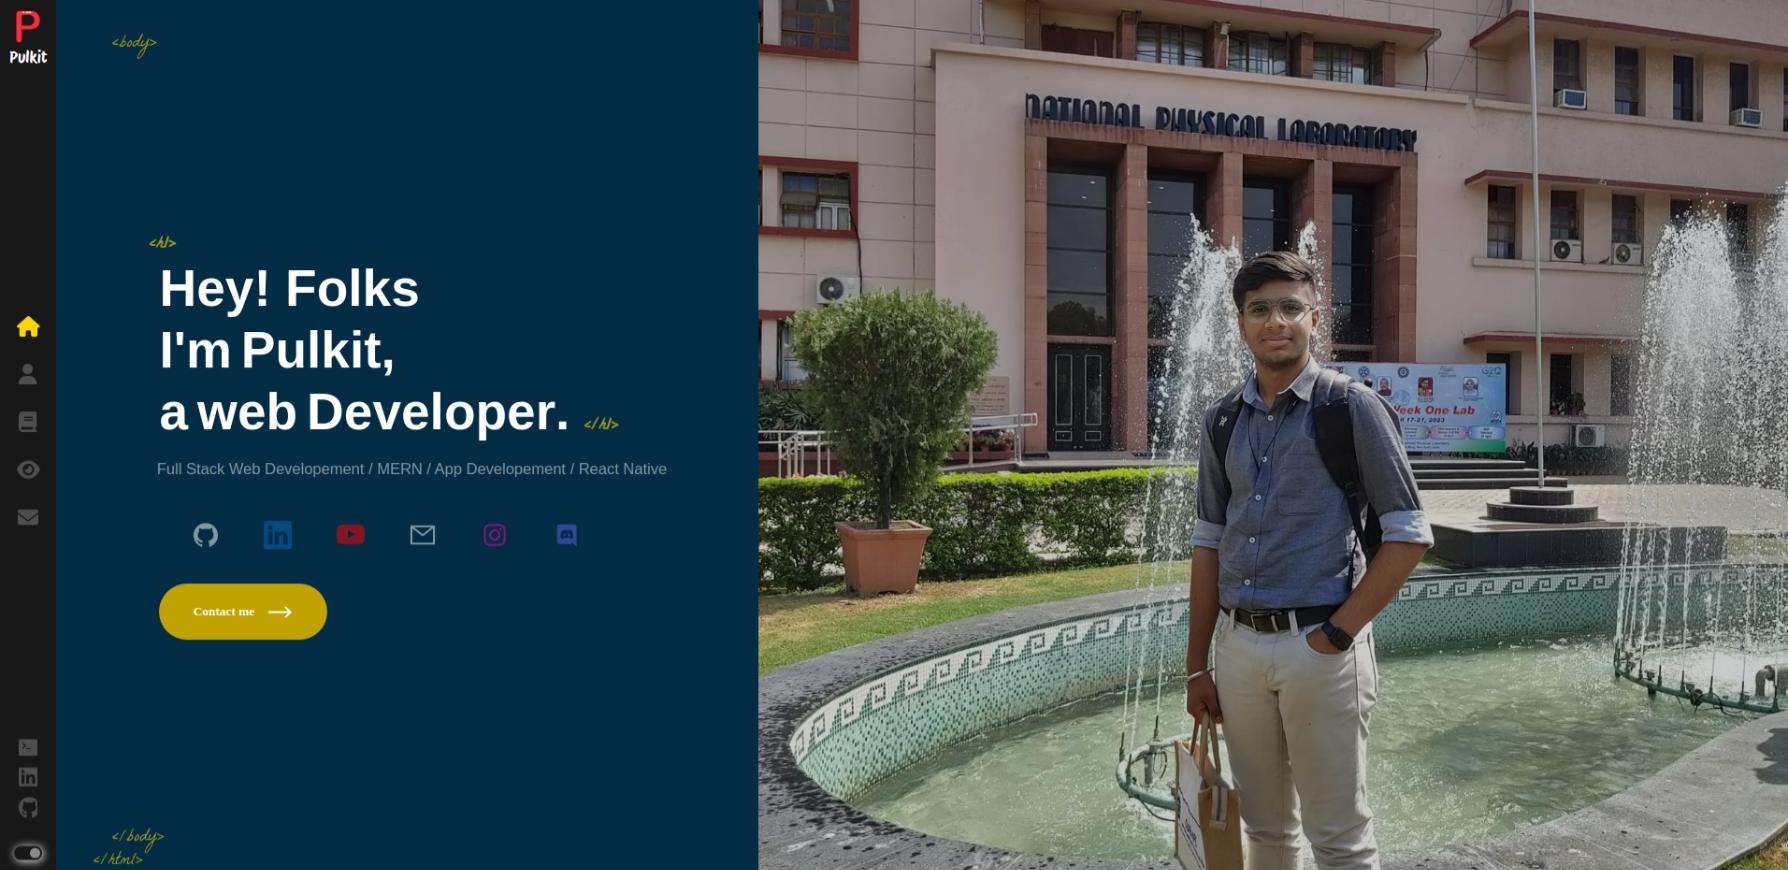 Pulkit
<body>
<h1>
Hey! Folks
I'm Pulkit,
a web Developer.
</h1>
Full Stack Web Developement / MERN / App Developement / React Native
Contact me
</body>
</html>
NATIONAL PHYSICAL LABORATORY
Week One Lab
17-21, 2023